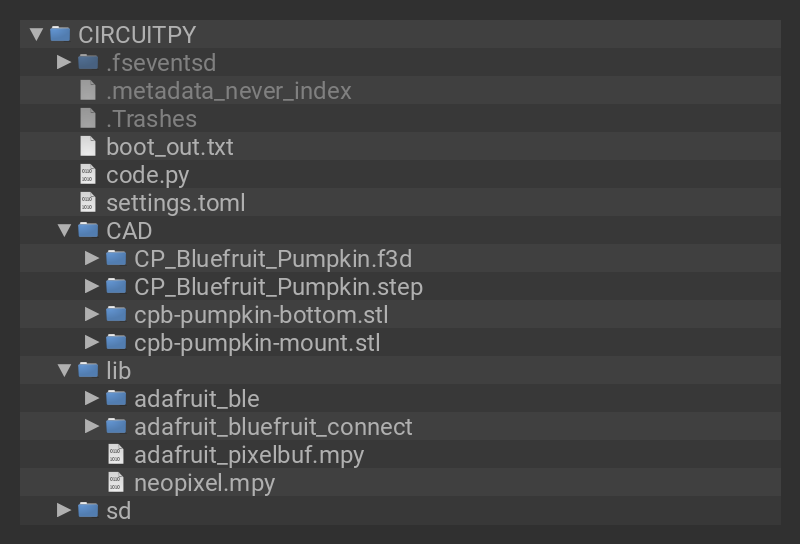 CIRCUITPY
.fseventsd
.metadata_never_index
.Trashes
boot_out.txt
code.py
settings.toml
CAD
CP_Bluefruit_Pumpkin.f3d
CP_Bluefruit_Pumpkin.step
cpb-pumpkin-bottom.stl
cpb-pumpkin-mount.stl
lib
adafruit_ble
adafruit_bluefruit_connect
adafruit_pixelbuf.mpy
neopixel.mpy
sd